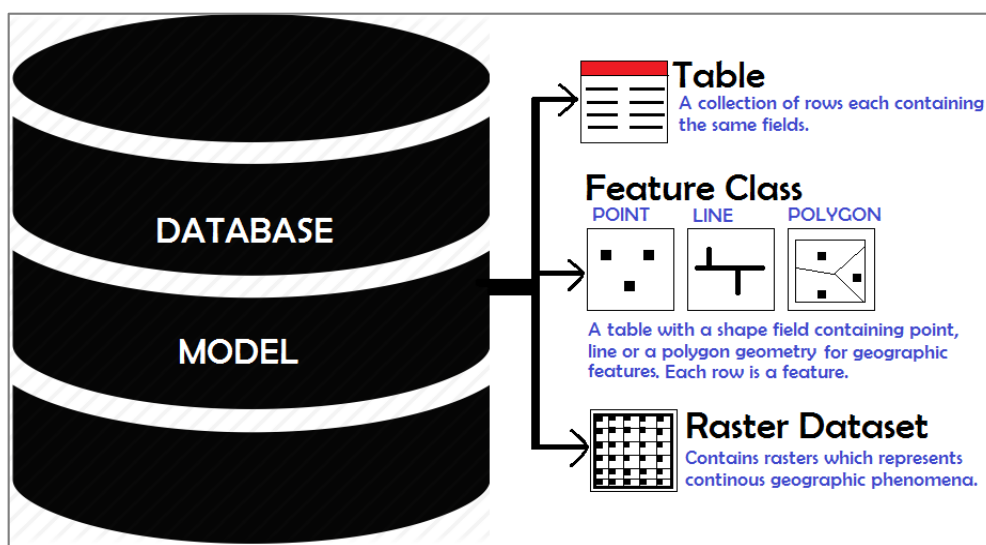 DATABASE
MODEL
Table
A collection of rows each containing
the same fields.
Feature Class
POINT LINE POLYGON
A table with a shape field containing point,
line or a polygon geometry for geographic
features. Each row is a feature.
Raster Dataset
Contains rasters which represents
continous geographic phenomena.